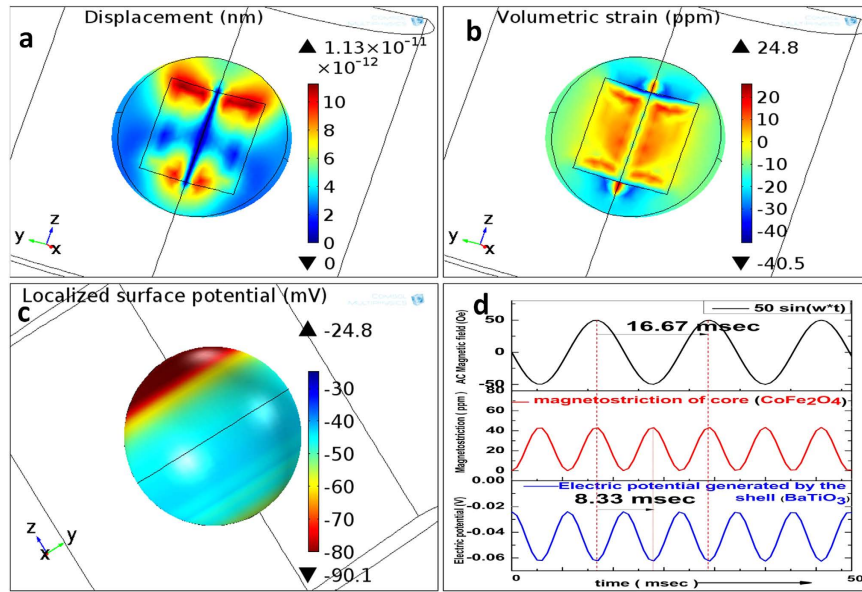 a
Displacement (nm)
1.13×10⁻¹¹
×10⁻¹²
10
8
6
4
2
0
0
z
y
x
b
Volumetric strain (ppm)
24.8
20
10
0
-10
-20
-30
-40
-40.5
z
y
x
c
Localized surface potential (mV)
-24.8
-30
-40
-50
-60
-70
-80
-90.1
z
y
x
d
50 sin(w*t)
16.67 msec
AC Magnetic field (Oe)
50
0
-50
magnetostriction of core (CoFe2O4)
Magnetostriction ( ppm)
80
60
40
20
0
Electric potential generated by the
shell (BaTiO3)
8.33 msec
Electric potential (V)
0.00
-0.02
-0.04
-0.06
0
time ( msec)
50